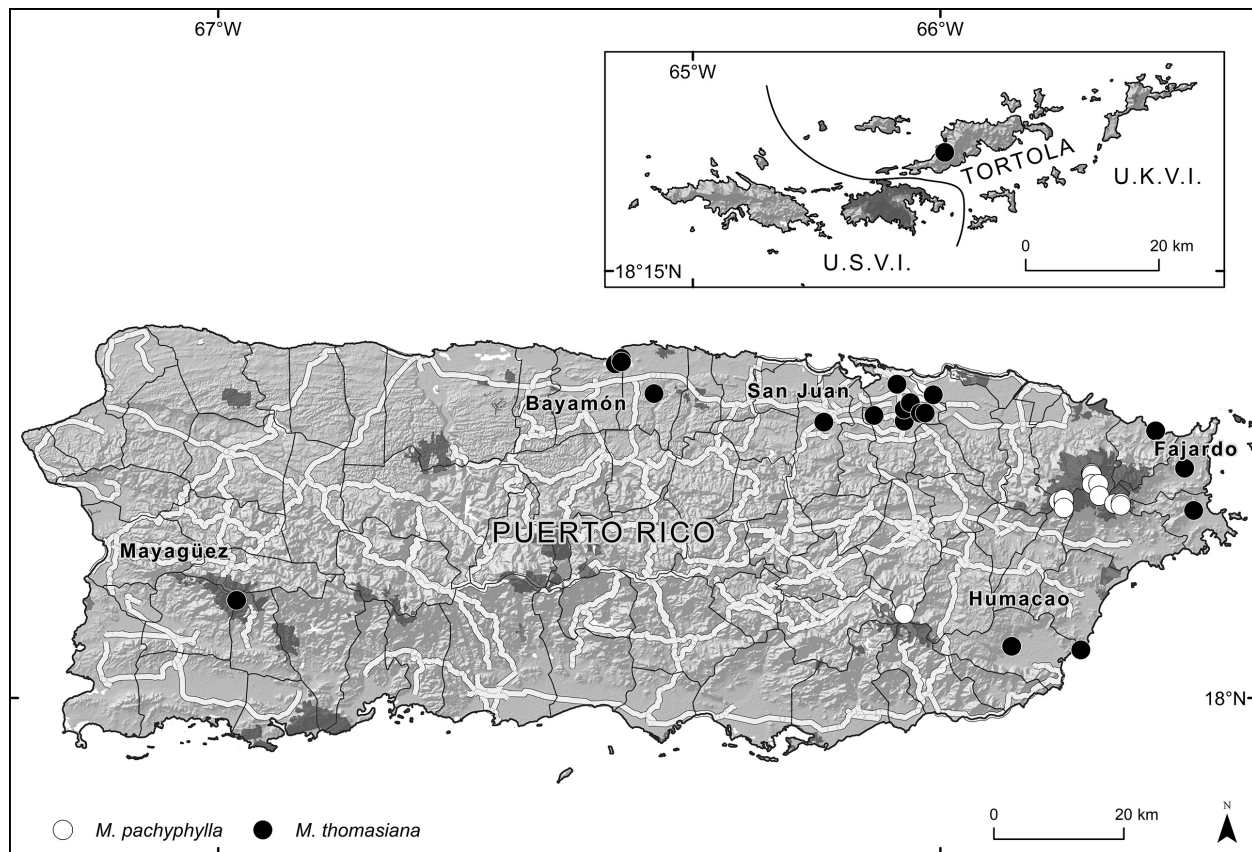 67°W
66°W
65°W
TORTOLA
U.K.V.I.
0
20 km
18°15'N
U.S.V.I.
San Juan
Bayamón
Fajardo
PUERTO RICO
Mayagüez
Humacao
18°N
M. pachyphylla
M. thomasiana
0
20 km
N